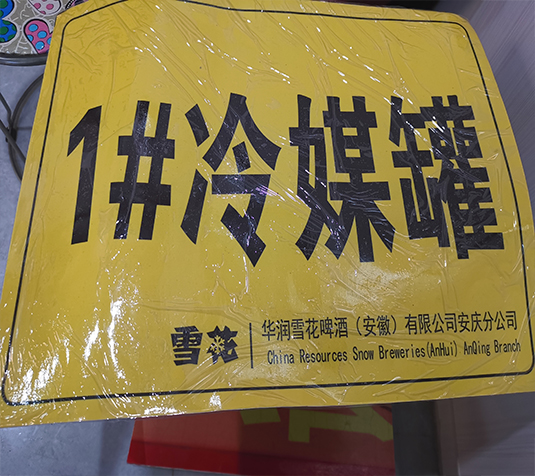 1#冷媒罐
雪花
华润雪花啤酒（安徽）有限公司安庆分公司
China Resources Snow Breweries(AnHui) AnQing Branch